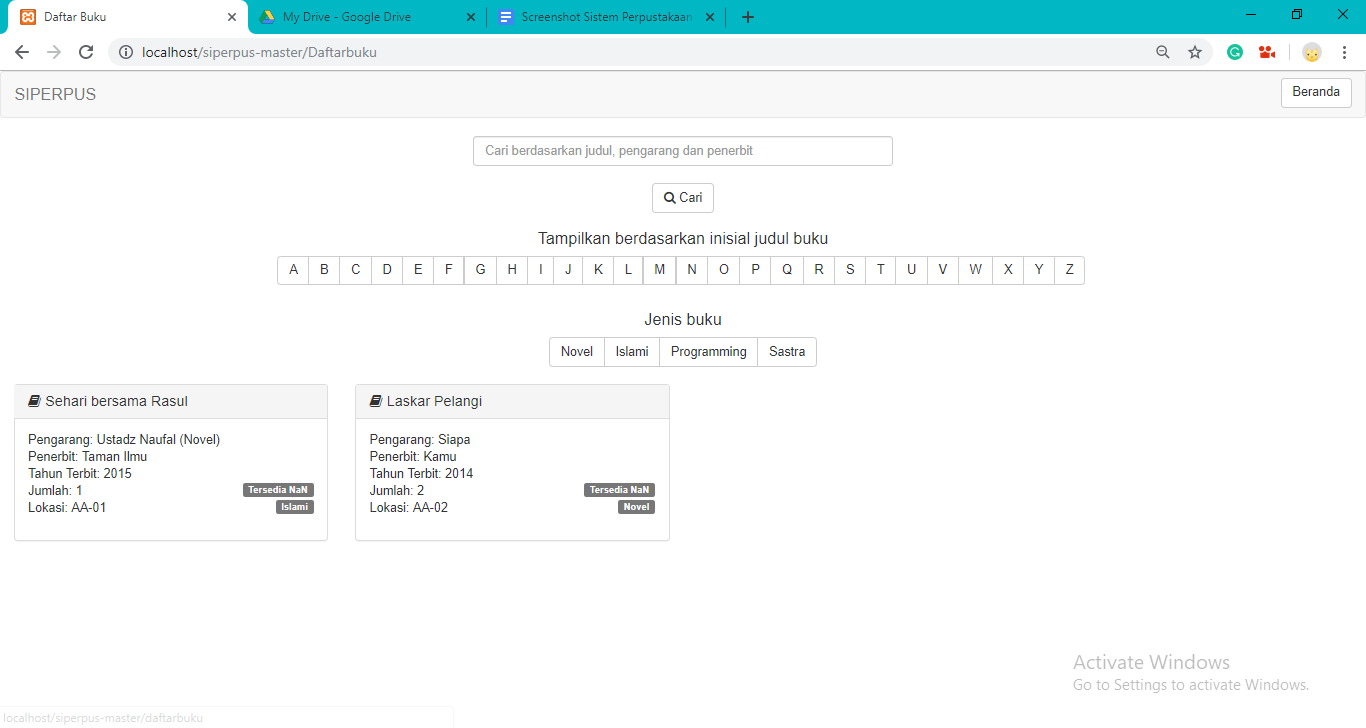 Daftar Buku
My Drive - Google Drive
Screenshot Sistem Perpustakaan
localhost/siperpus-master/Daftarbuku
SIPERPUS
Beranda
Cari berdasarkan judul, pengarang dan penerbit
Cari
Tampilkan berdasarkan inisial judul buku
A B C D E F G H I J K L M N O P Q R S T U V W X Y Z
Jenis buku
Novel Islami Programming Sastra
Sehari bersama Rasul
Pengarang: Ustadz Naufal (Novel)
Penerbit: Taman Ilmu
Tahun Terbit: 2015
Jumlah: 1 Tersedia NaN
Lokasi: AA-01 Islami
Laskar Pelangi
Pengarang: Siapa
Penerbit: Kamu
Tahun Terbit: 2014
Jumlah: 2 Tersedia NaN
Lokasi: AA-02 Novel
Activate Windows
Go to Settings to activate Windows.
localhost/siperpus-master/daftarbuku